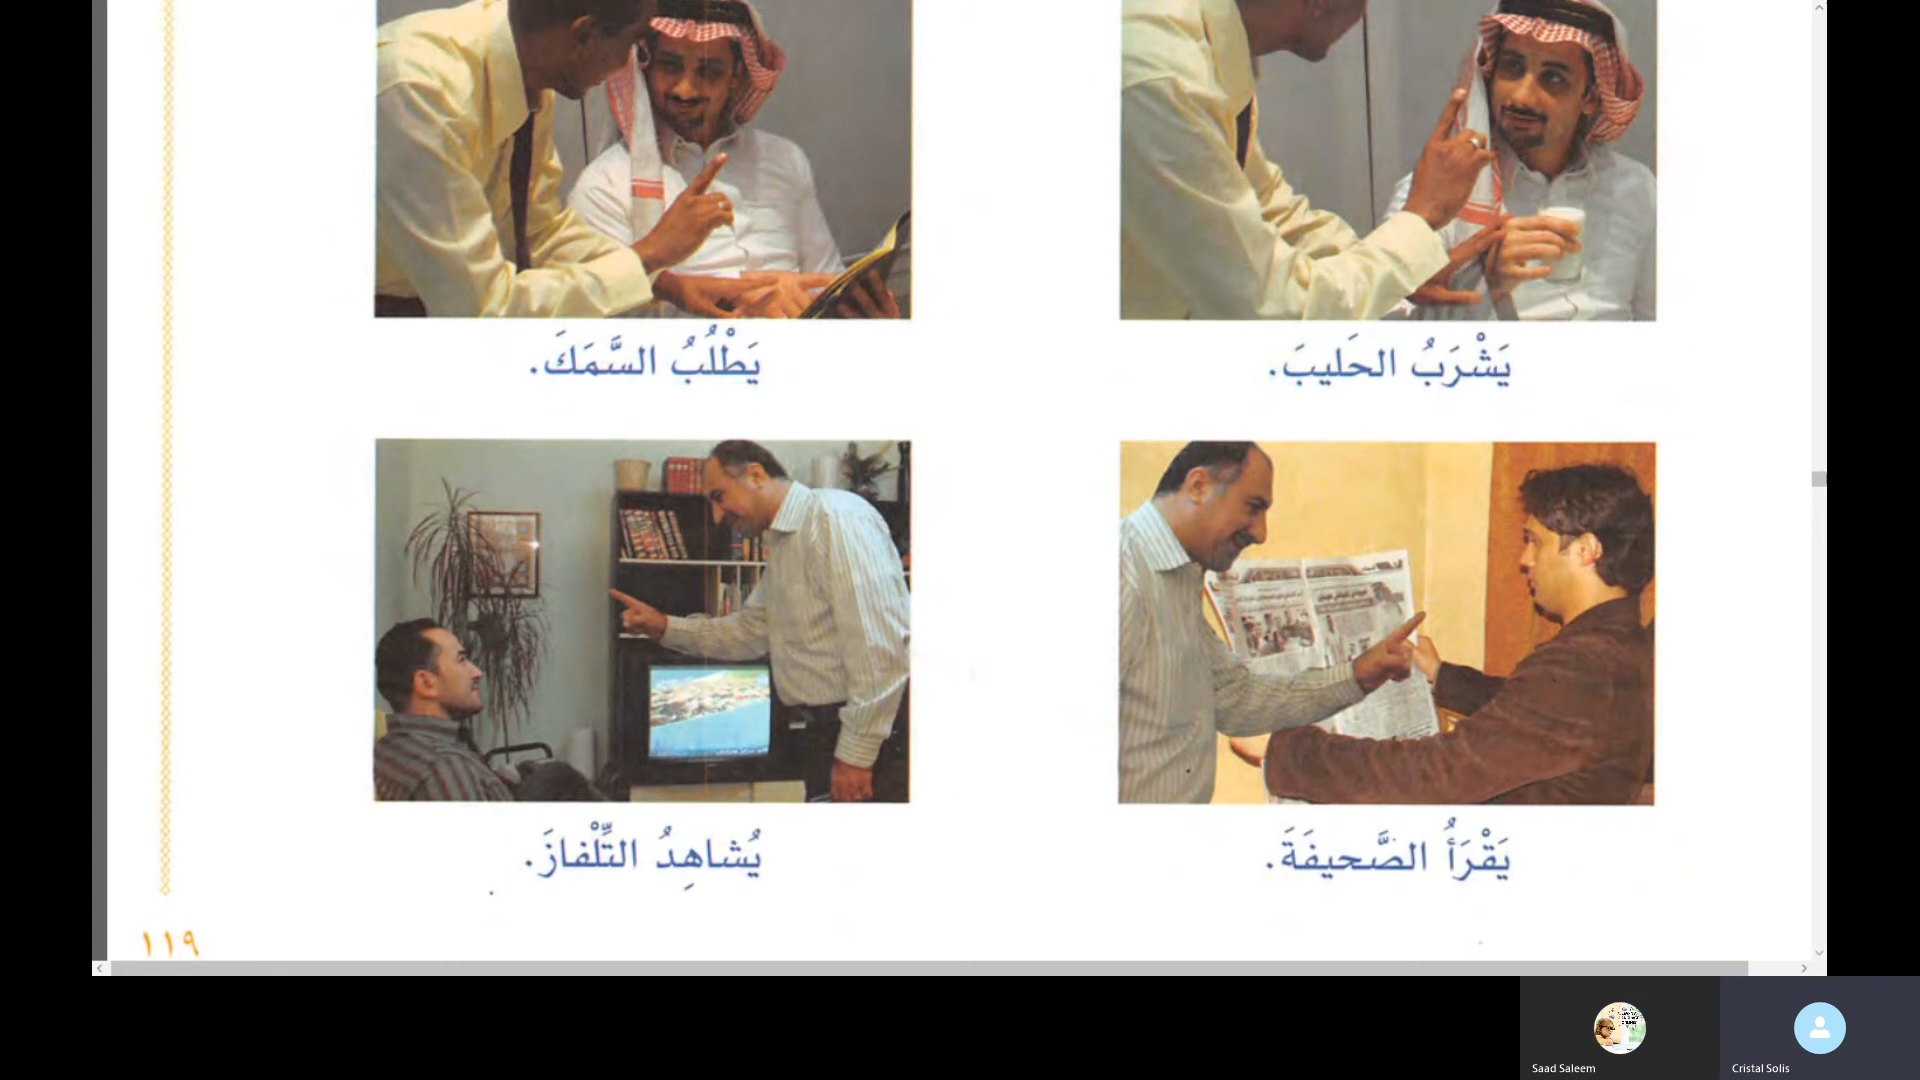 يَشْرَبُ الحَليبَ.
يَطْلُبُ السَّمَكَ.
يَقْرَأُ الصَّحيفَةَ.
يُشاهِدُ التِّلْفازَ.
١١٩
Saad Saleem
Cristal Solis